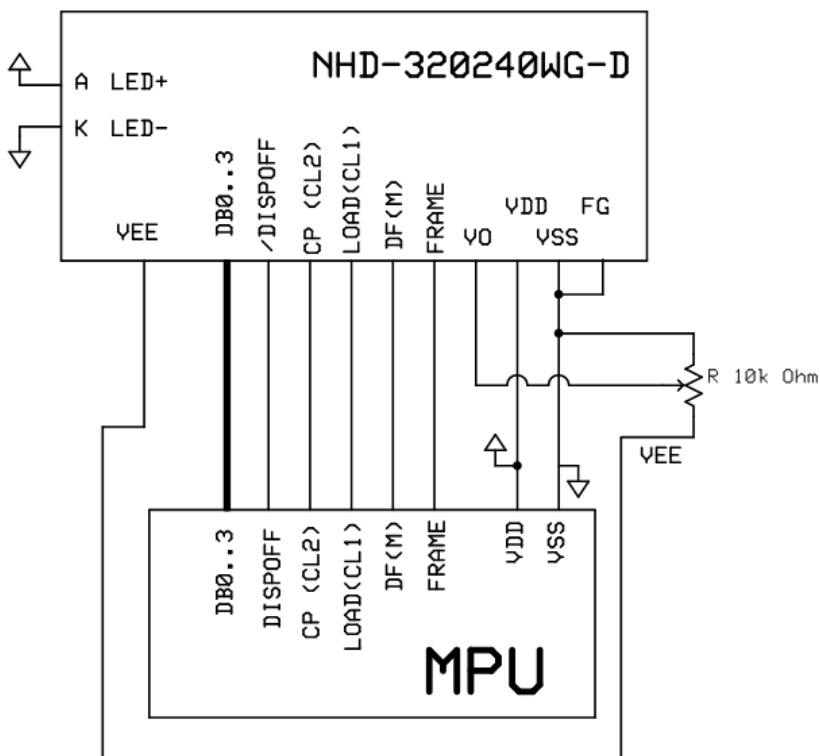 NHD-320240WG-D
A LED+
K LED-
VEE
DB0..3
/DISPOFF
CP (CL2)
LOAD(CL1)
DF(M)
FRAME
VO
VDD
VSS
FG
R 10k Ohm
VEE
DB0..3
DISPOFF
CP (CL2)
LOAD(CL1)
DF(M)
FRAME
VDD
VSS
MPU